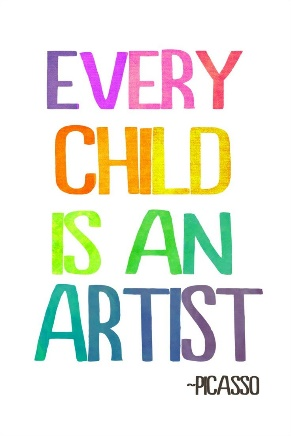 EVERY
CHILD
IS AN
ARTIST
~PICASSO